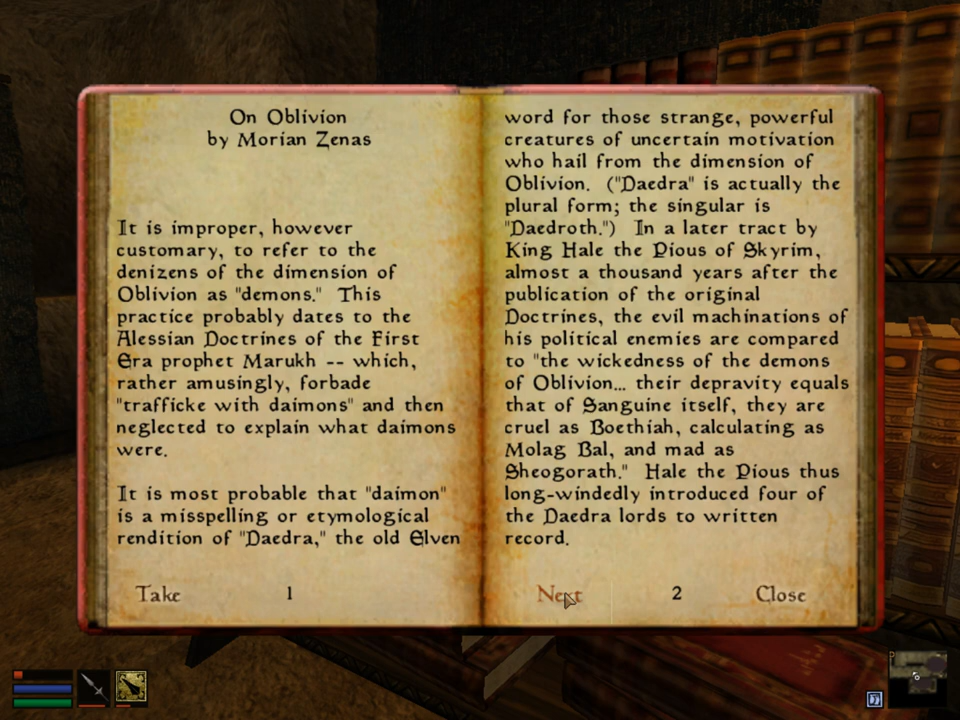 On Oblivion
by Morian Zenas
It is improper, however
customary, to refer to the
denizens of the dimension of
Oblivion as "demons." This
practice probably dates to the
Alessian Doctrines of the First
Era prophet Marukh -- which,
rather amusingly, forbade
"trafficke with daimons" and then
neglected to explain what daimons
were.
It is most probable that "daimon"
is a misspelling or etymological
rendition of "Daedra," the old Elven
word for those strange, powerful
creatures of uncertain motivation
who hail from the dimension of
Oblivion. ("Daedra" is actually the
plural form; the singular is
"Daedroth.") In a later tract by
King Hale the Pious of Skyrim,
almost a thousand years after the
publication of the original
Doctrines, the evil machinations of
his political enemies are compared
to "the wickedness of the demons
of Oblivion... their depravity equals
that of Sanguine itself, they are
cruel as Boethiah, calculating as
Molag Bal, and mad as
Sheogorath." Hale the Pious thus
long-windedly introduced four of
the Daedra lords to written
record.
Take 1 Next 2 Close